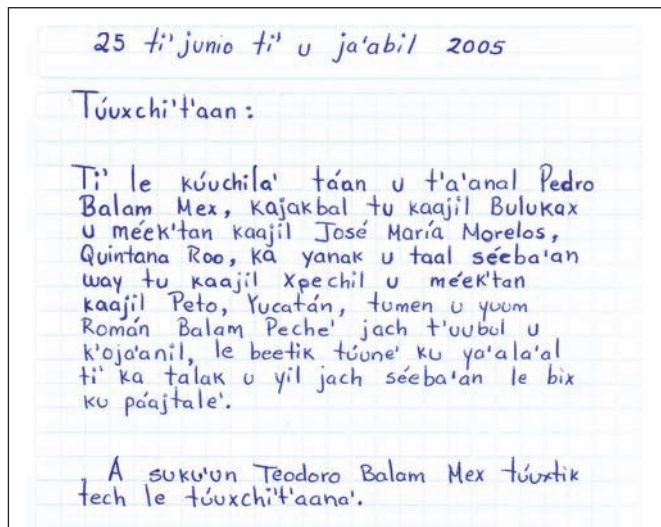 25 ti' junio ti' u ja'abil 2005
Túuxchi't'aan:
Ti' le kúuchila' táan u t'a'anal Pedro
Balam Mex, kajakbal tu kaajil Bulukax
u méek'tan kaajil José María Morelos,
Quintana Roo, ka yanak u taal séeba'an
way tu kaajil Xpechil u méek'tan
kaajil Peto, Yucatán, tumen u yuum
Román Balam Peche' jach t'uubul u
k'oja'anil, le beetik túune' ku ya'ala'al
ti' ka talak u yil jach séeba'an le bix
ku páajtale'.
A suku'un Teodoro Balam Mex túuxtik
tech le túuxchi't'aana'.